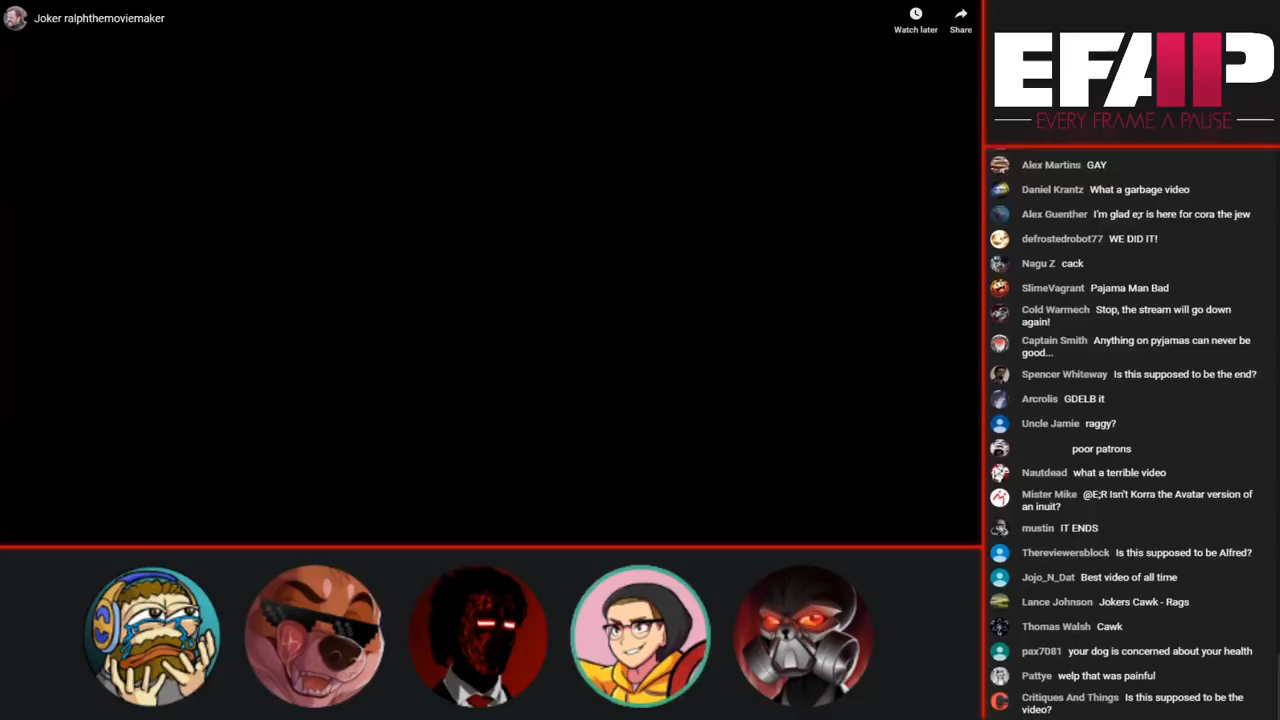 Joker ralphthemoviemaker
Watch later
Share
EFAP
EVERY FRAME A PAUSE
Alex Martins GAY
Daniel Krantz What a garbage video
Alex Guenther I'm glad e;r is here for cora the jew
defrostedrobot77 WE DID IT!
Nagu Z cack
SlimeVagrant Pajama Man Bad
Cold Warmech Stop, the stream will go down
again!
Captain Smith Anything on pyjamas can never be
good...
Spencer Whiteway Is this supposed to be the end?
Arcrolis GDELB it
Uncle Jamie raggy?
poor patrons
Nautdead what a terrible video
Mister Mike @E;R Isn't Korra the Avatar version of
an inuit?
mustin IT ENDS
Thereviewersblock Is this supposed to be Alfred?
Jojo_N_Dat Best video of all time
Lance Johnson Jokers Cawk - Rags
Thomas Walsh Cawk
pax7081 your dog is concerned about your health
Pattye welp that was painful
Critiques And Things Is this supposed to be the
video?